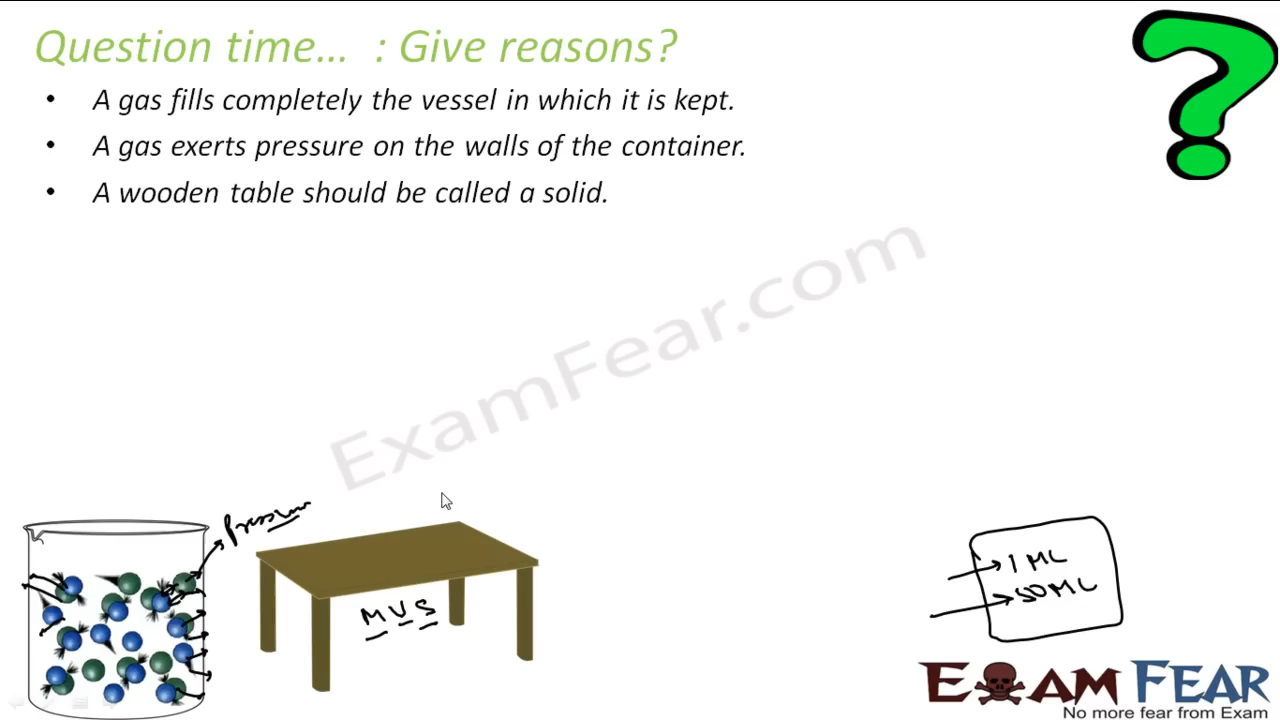 Question time... : Give reasons?
• A gas fills completely the vessel in which it is kept.
• A gas exerts pressure on the walls of the container.
• A wooden table should be called a solid.
ExamFear.com
Pressure
M V S
1 ML
50 ML
EXAM FEAR
No more fear from Exam